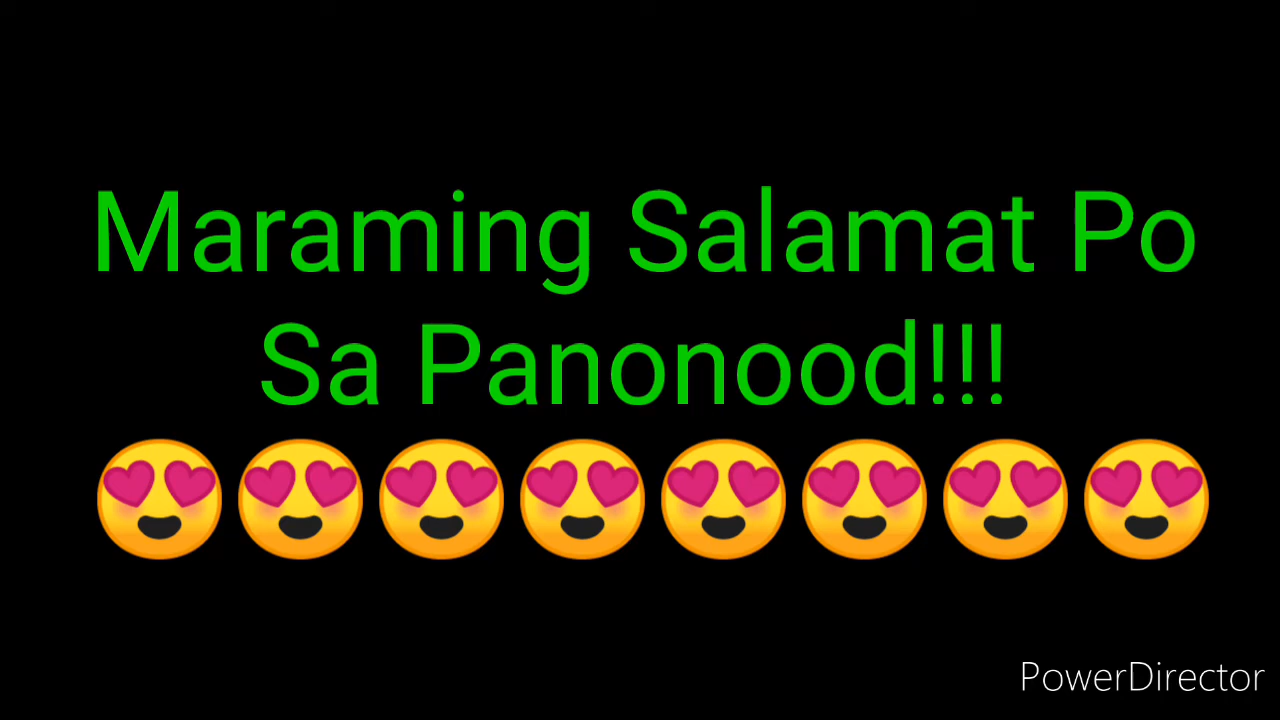 Maraming Salamat Po
Sa Panonood!!!
😍😍😍😍😍😍😍😍
PowerDirector